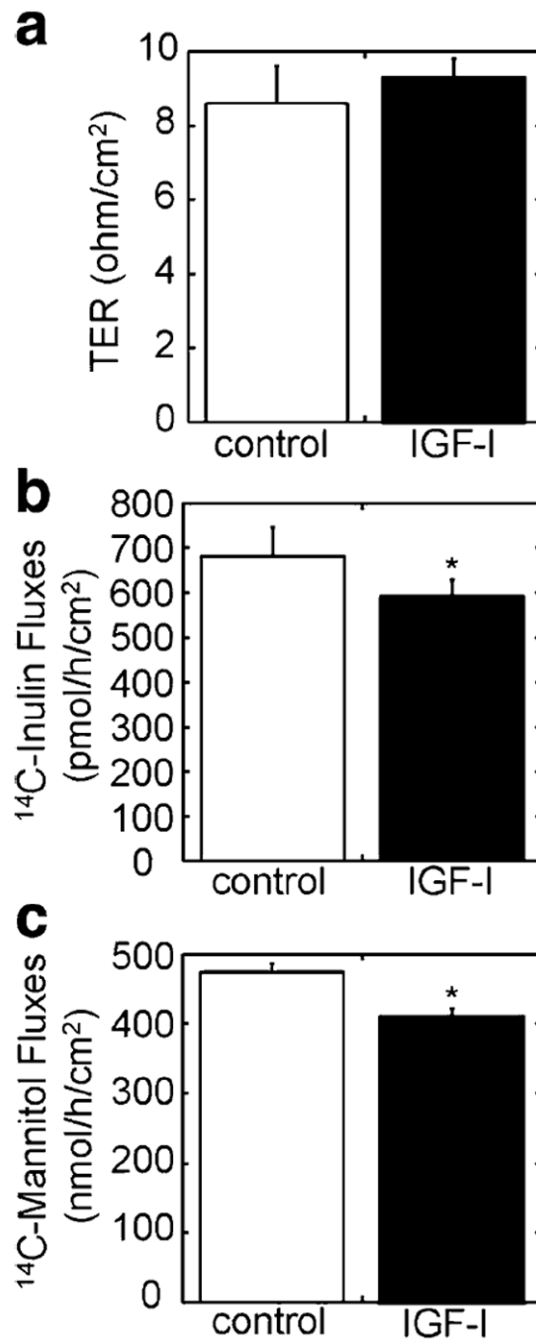 a
TER (ohm/cm²)
10
8
6
4
2
0
control IGF-I
b
¹⁴C-Inulin Fluxes
(pmol/h/cm²)
800
700
600
500
400
300
200
100
0
*
control IGF-I
c
¹⁴C-Mannitol Fluxes
(nmol/h/cm²)
500
400
300
200
100
0
*
control IGF-I